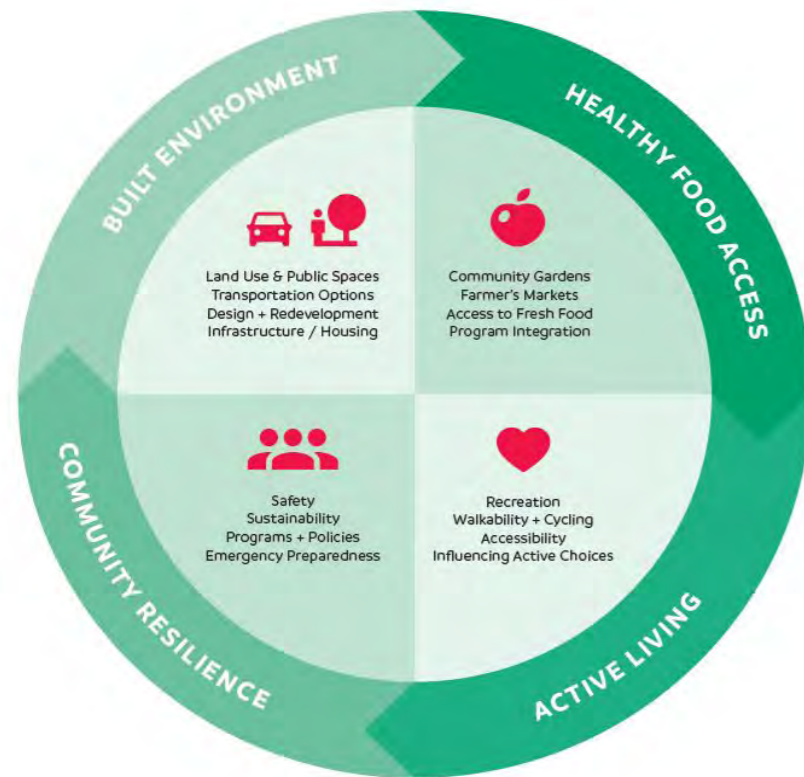 BUILT ENVIRONMENT
HEALTHY FOOD ACCESS
Land Use & Public Spaces
Transportation Options
Design + Redevelopment
Infrastructure / Housing
Community Gardens
Farmer's Markets
Access to Fresh Food
Program Integration
Safety
Sustainability
Programs + Policies
Emergency Preparedness
Recreation
Walkability + Cycling
Accessibility
Influencing Active Choices
COMMUNITY RESILIENCE
ACTIVE LIVING